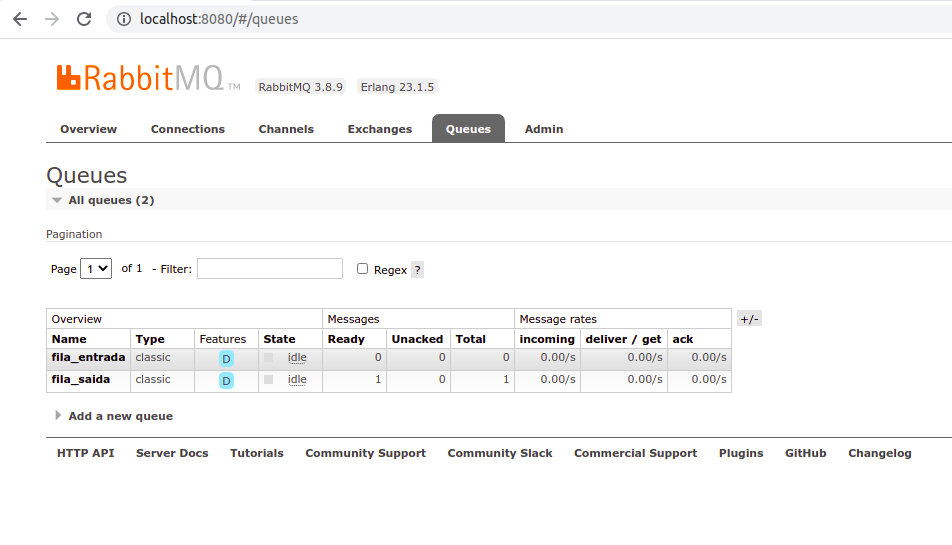 localhost:8080/#/queues
RabbitMQ TM RabbitMQ 3.8.9 Erlang 23.1.5
Overview Connections Channels Exchanges Queues Admin
Queues
All queues (2)
Pagination
Page 1 of 1 - Filter: Regex ?
Overview Messages Message rates +/-
Name Type Features State Ready Unacked Total incoming deliver / get ack
fila_entrada classic D idle 0 0 0 0.00/s 0.00/s 0.00/s
fila_saida classic D idle 1 0 1 0.00/s 0.00/s 0.00/s
Add a new queue
HTTP API Server Docs Tutorials Community Support Community Slack Commercial Support Plugins GitHub Changelog